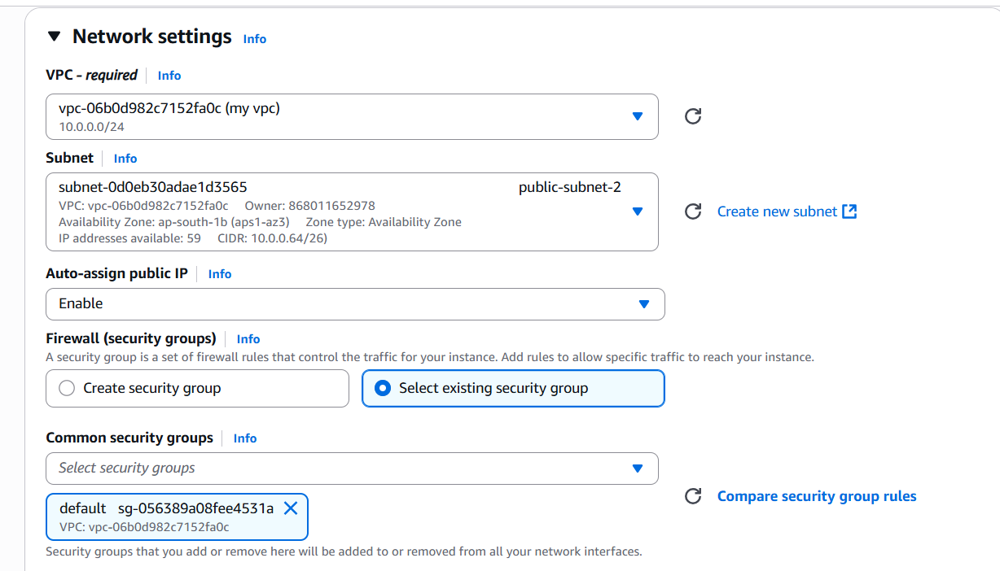 Network settings Info
VPC - required Info
vpc-06b0d982c7152fa0c (my vpc)
10.0.0.0/24
Subnet Info
subnet-0d0eb30adae1d3565 public-subnet-2
VPC: vpc-06b0d982c7152fa0c Owner: 868011652978
Availability Zone: ap-south-1b (aps1-az3) Zone type: Availability Zone
IP addresses available: 59 CIDR: 10.0.0.64/26)
Create new subnet
Auto-assign public IP Info
Enable
Firewall (security groups) Info
A security group is a set of firewall rules that control the traffic for your instance. Add rules to allow specific traffic to reach your instance.
Create security group Select existing security group
Common security groups Info
Select security groups
default sg-056389a08fee4531a
VPC: vpc-06b0d982c7152fa0c
Compare security group rules
Security groups that you add or remove here will be added to or removed from all your network interfaces.